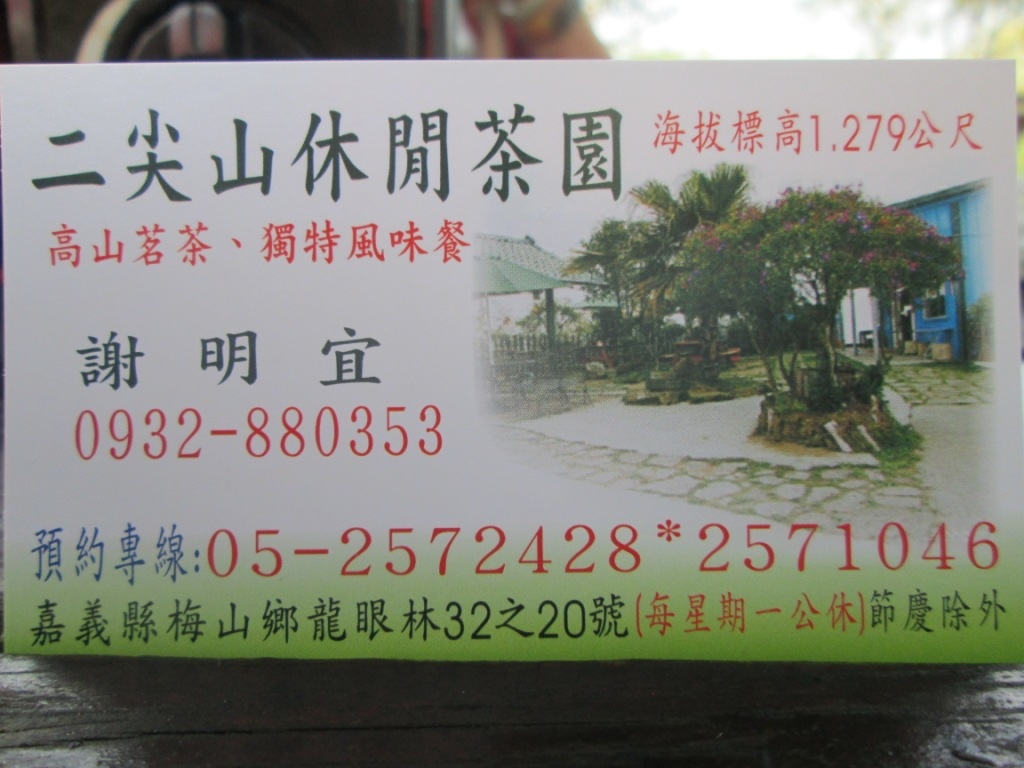 二尖山休閒茶園
海拔標高1.279公尺
高山茗茶、獨特風味餐
謝明宜
0932-880353
預約專線:05-2572428*2571046
嘉義縣梅山鄉龍眼林32之20號(每星期一公休)節慶除外